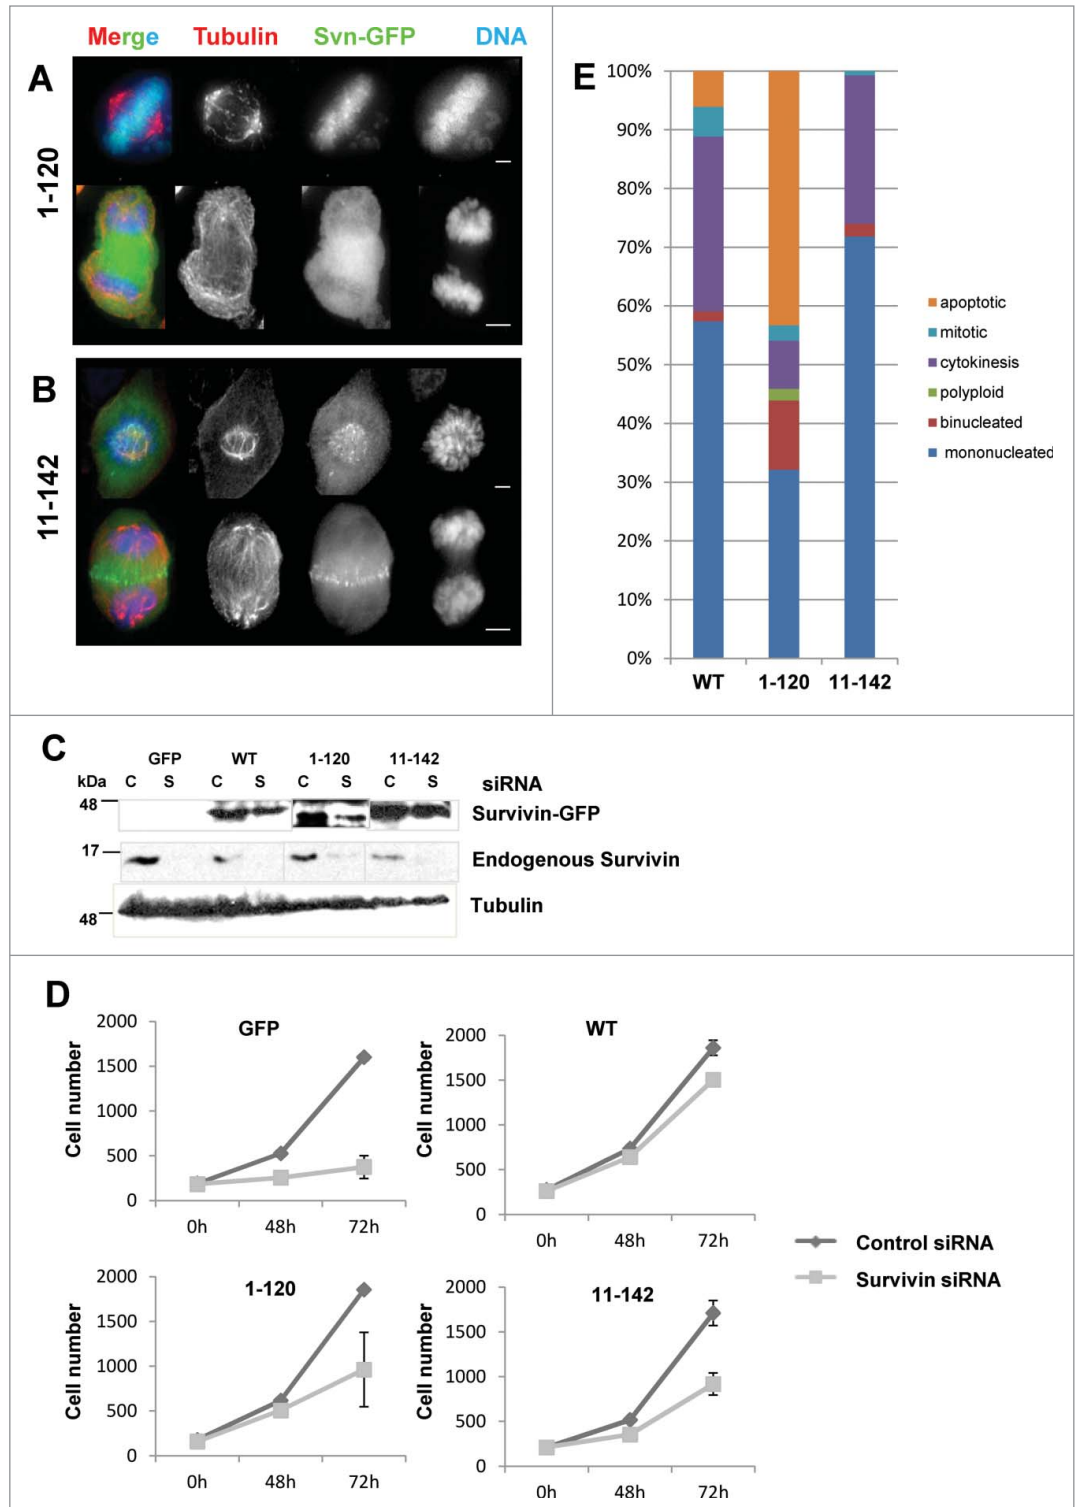 Merge Tubulin Svn-GFP DNA
A
1-120
B
11-142
E
100%
90%
80%
70%
60%
50%
40%
30%
20%
10%
0%
WT 1-120 11-142
apoptotic
mitotic
cytokinesis
polyploid
binucleated
mononucleated
C
GFP WT 1-120 11-142
kDa C S C S C S C S siRNA
48 Survivin-GFP
17 Endogenous Survivin
48 Tubulin
D
GFP
Cell number
2000
1500
1000
500
0
0h 48h 72h
WT
Cell number
2000
1500
1000
500
0
0h 48h 72h
Control siRNA
Survivin siRNA
1-120
Cell number
2000
1500
1000
500
0
0h 48h 72h
11-142
Cell number
2000
1500
1000
500
0
0h 48h 72h